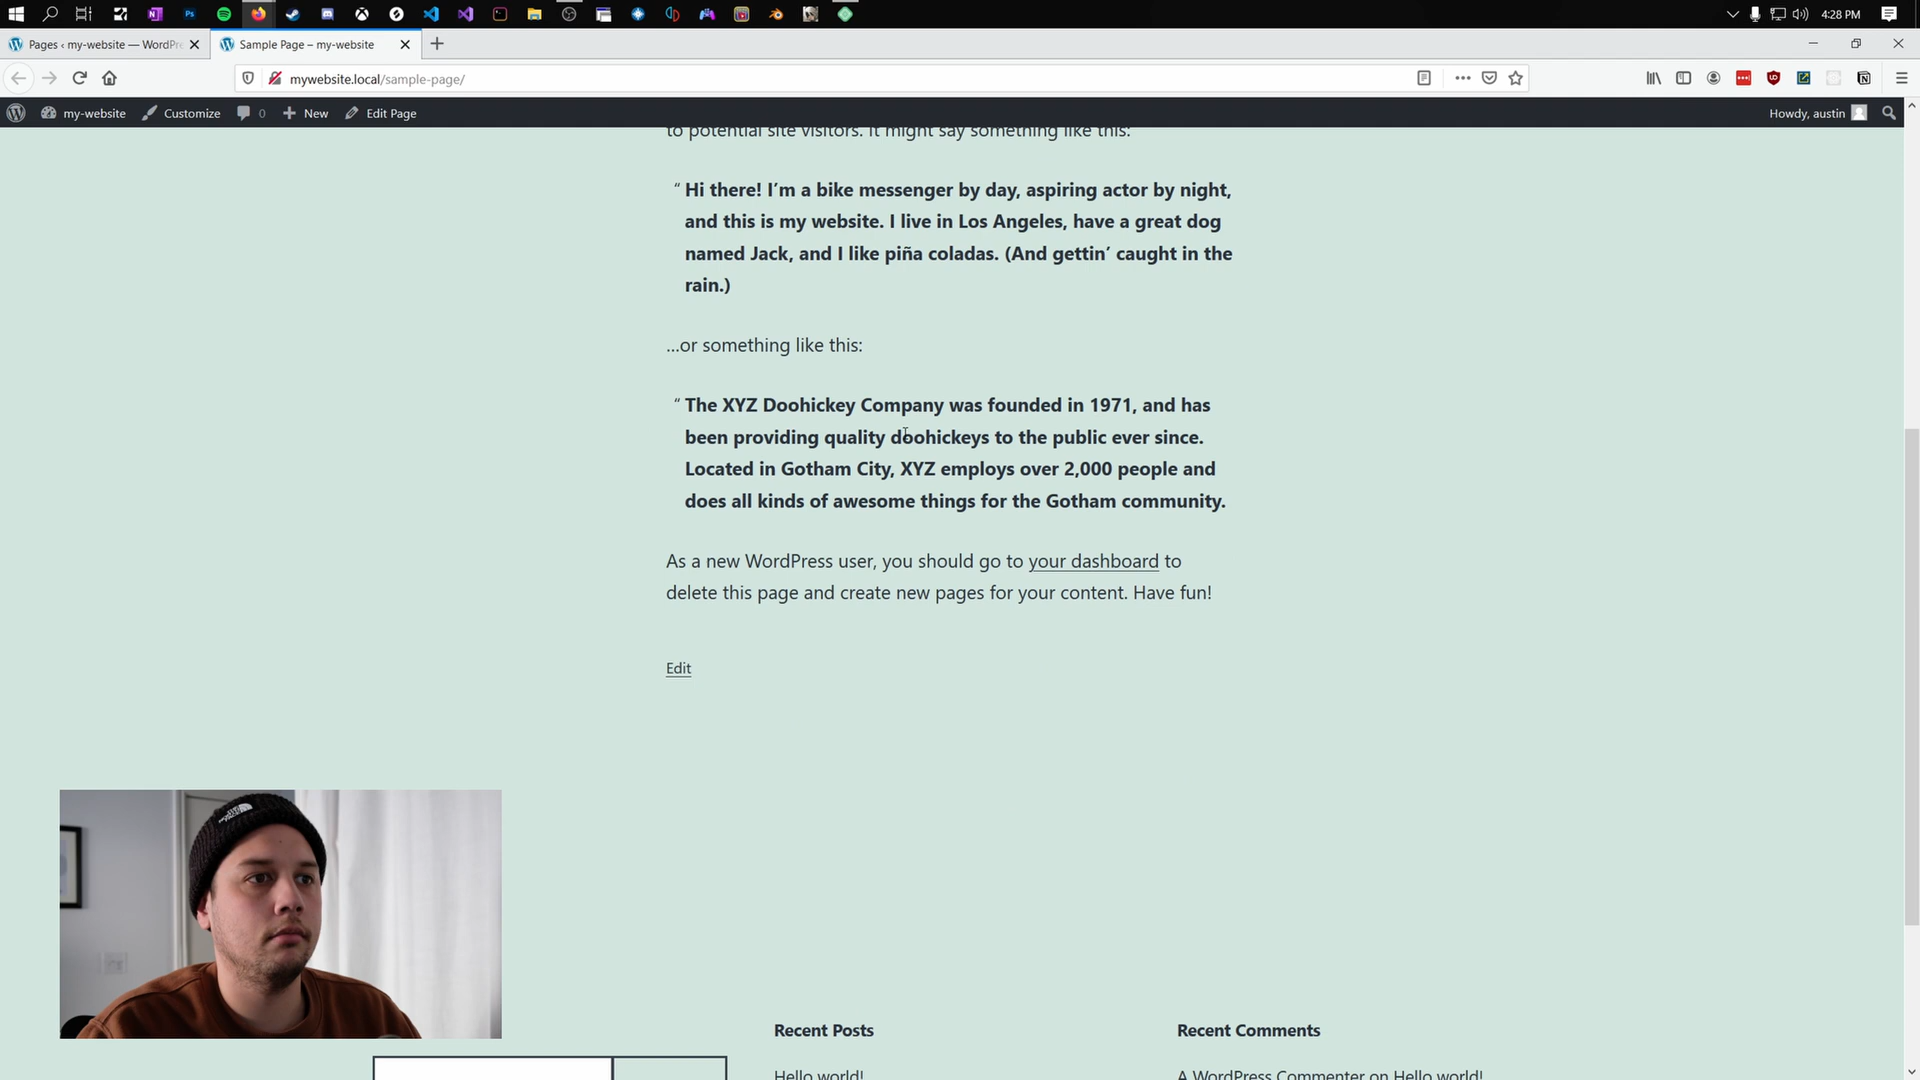 4:28 PM
Pages ‹ my-website — WordPr
Sample Page – my-website
mywebsite.local/sample-page/
my-website
Customize
0
New
Edit Page
Howdy, austin
to potential site visitors. It might say something like this:
“ Hi there! I’m a bike messenger by day, aspiring actor by night,
and this is my website. I live in Los Angeles, have a great dog
named Jack, and I like piña coladas. (And gettin’ caught in the
rain.)
…or something like this:
“ The XYZ Doohickey Company was founded in 1971, and has
been providing quality doohickeys to the public ever since.
Located in Gotham City, XYZ employs over 2,000 people and
does all kinds of awesome things for the Gotham community.
As a new WordPress user, you should go to your dashboard to
delete this page and create new pages for your content. Have fun!
Edit
Recent Posts
Recent Comments
Hello world!
A WordPress Commenter on Hello world!